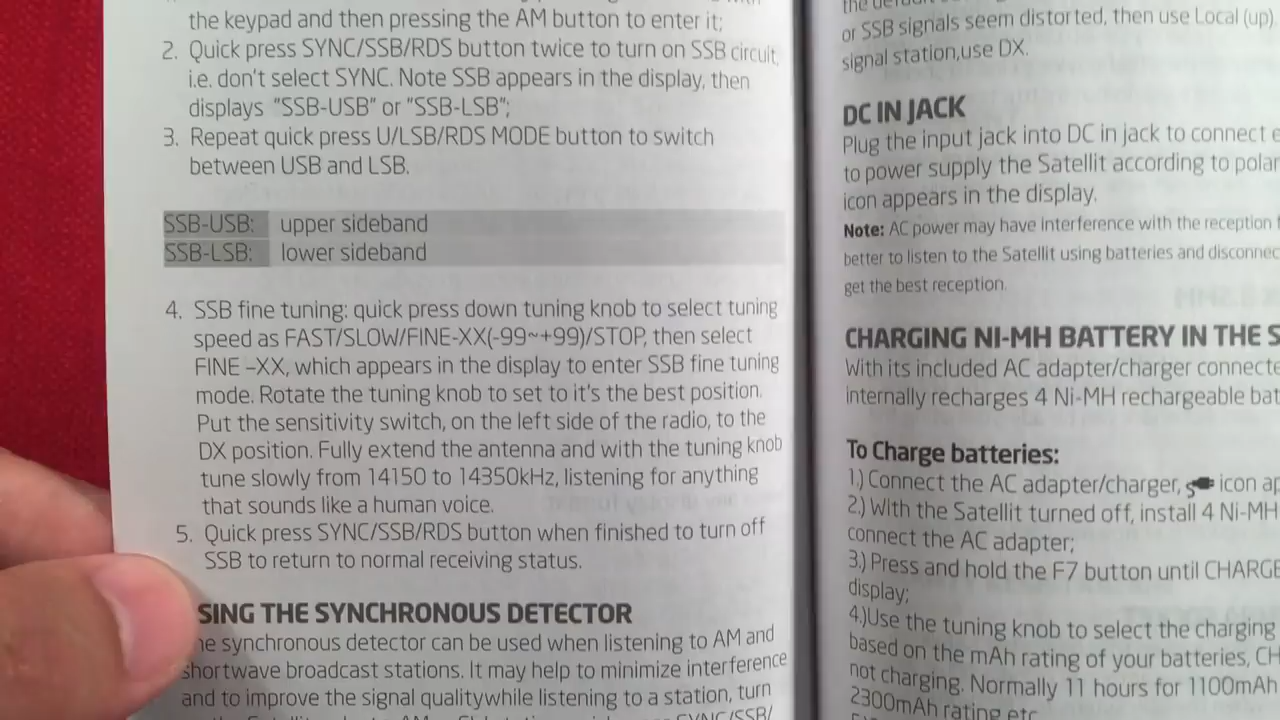 the keypad and then pressing the AM button to enter it;
2. Quick press SYNC/SSB/RDS button twice to turn on SSB circuit,
i.e. don't select SYNC. Note SSB appears in the display, then
displays "SSB-USB" or "SSB-LSB";
3. Repeat quick press U/LSB/RDS MODE button to switch
between USB and LSB.
SSB-USB: upper sideband
SSB-LSB: lower sideband
4. SSB fine tuning: quick press down tuning knob to select tuning
speed as FAST/SLOW/FINE-XX(-99~+99)/STOP, then select
FINE –XX, which appears in the display to enter SSB fine tuning
mode. Rotate the tuning knob to set to it's the best position.
Put the sensitivity switch, on the left side of the radio, to the
DX position. Fully extend the antenna and with the tuning knob
tune slowly from 14150 to 14350kHz, listening for anything
that sounds like a human voice.
5. Quick press SYNC/SSB/RDS button when finished to turn off
SSB to return to normal receiving status.
SING THE SYNCHRONOUS DETECTOR
he synchronous detector can be used when listening to AM and
shortwave broadcast stations. It may help to minimize interference
and to improve the signal qualitywhile listening to a station, turn
SYNC/SSB/
or SSB signals seem distorted, then use Local (up)
signal station,use DX.
DC IN JACK
Plug the input jack into DC in jack to connect
to power supply the Satellit according to polar
icon appears in the display.
Note: AC power may have interference with the reception
better to listen to the Satellit using batteries and disconnec
get the best reception.
CHARGING NI-MH BATTERY IN THE S
With its included AC adapter/charger connecte
internally recharges 4 Ni-MH rechargeable bat
To Charge batteries:
1.) Connect the AC adapter/charger, icon ap
2.) With the Satellit turned off, install 4 Ni-MH
connect the AC adapter;
3.) Press and hold the F7 button until CHARGE
display;
4.)Use the tuning knob to select the charging
based on the mAh rating of your batteries, CH
not charging. Normally 11 hours for 1100mAh
2300mAh rating etc